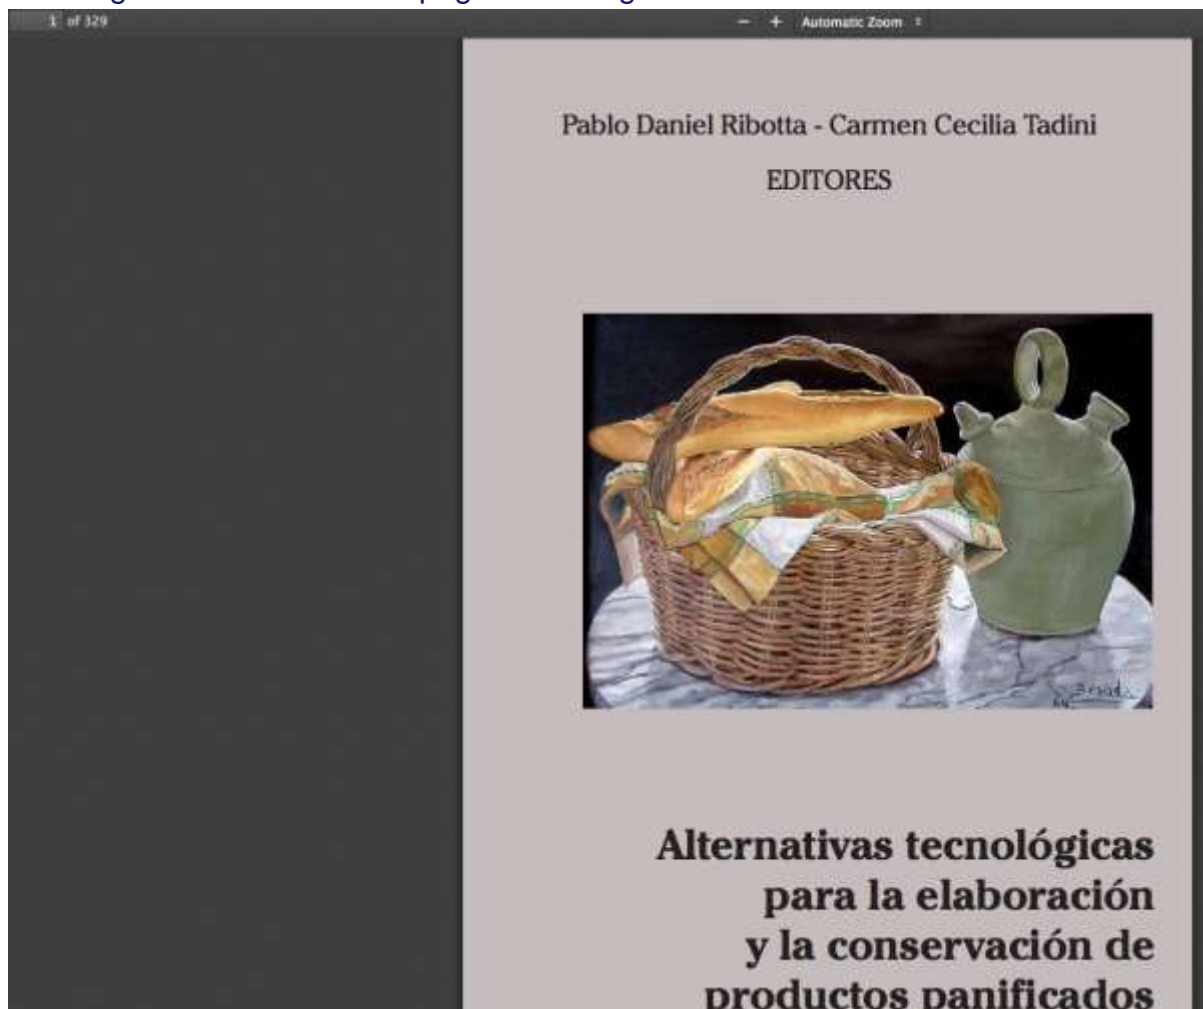 1 of 329
− + Automatic Zoom
Pablo Daniel Ribotta - Carmen Cecilia Tadini
EDITORES
Alternativas tecnológicas
para la elaboración
y la conservación de
productos panificados